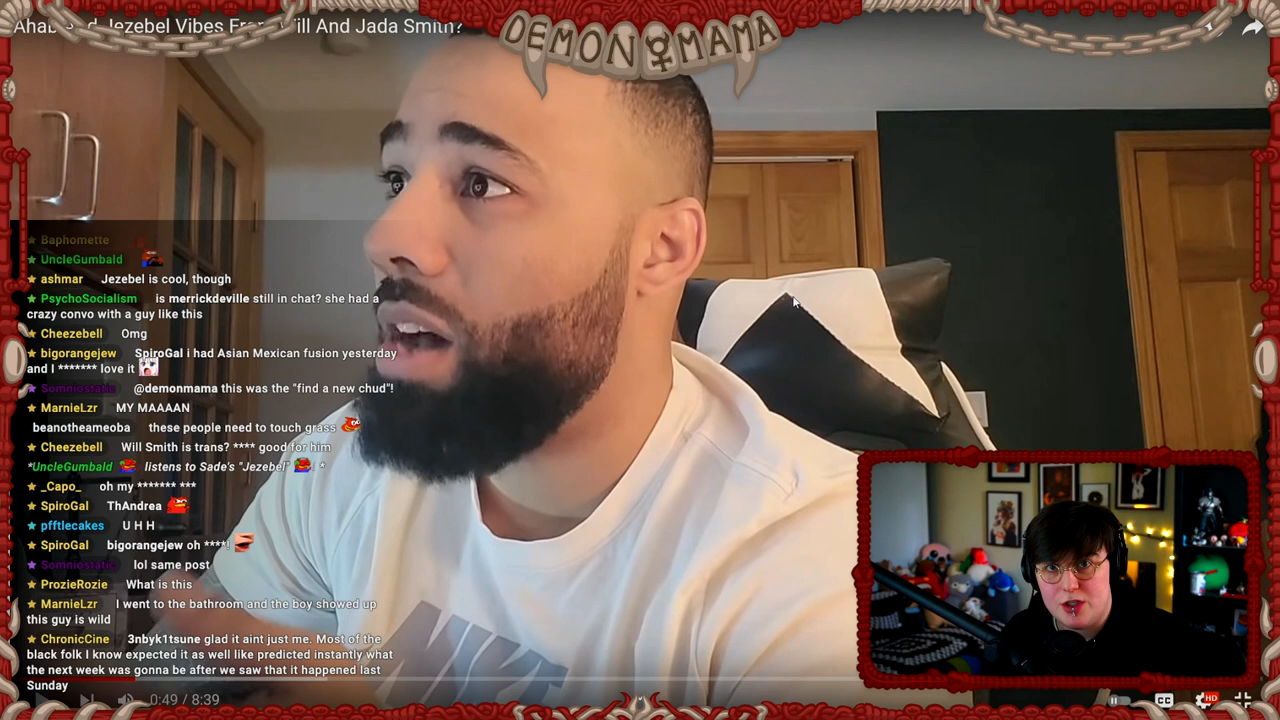 Ahab Jezebel Vibes From Will And Jada Smith?
DEMON MAMA
Baphomette
UncleGumbald
ashmar Jezebel is cool, though
PsychoSocialism is merrickdeville still in chat? she had a
crazy convo with a guy like this
Cheezebell Omg
bigorangejew SpiroGal i had Asian Mexican fusion yesterday
and I ******* love it
Somniostatic @demonmama this was the "find a new chud"!
MarnieLzr MY MAAAAN
beanotheameoba these people need to touch grass
Cheezebell Will Smith is trans? **** good for him
*UncleGumbald listens to Sade's "Jezebel" *
_Capo_ oh my ******* ***
SpiroGal ThAndrea
pfftlecakes U H H
SpiroGal bigorangejew oh ****!
Somniostatic lol same post
ProzieRozie What is this
MarnieLzr I went to the bathroom and the boy showed up
this guy is wild
ChronicCine 3nbyk1tsune glad it aint just me. Most of the
black folk I know expected it as well like predicted instantly what
the next week was gonna be after we saw that it happened last
Sunday
0:49 / 8:39
CC
HD